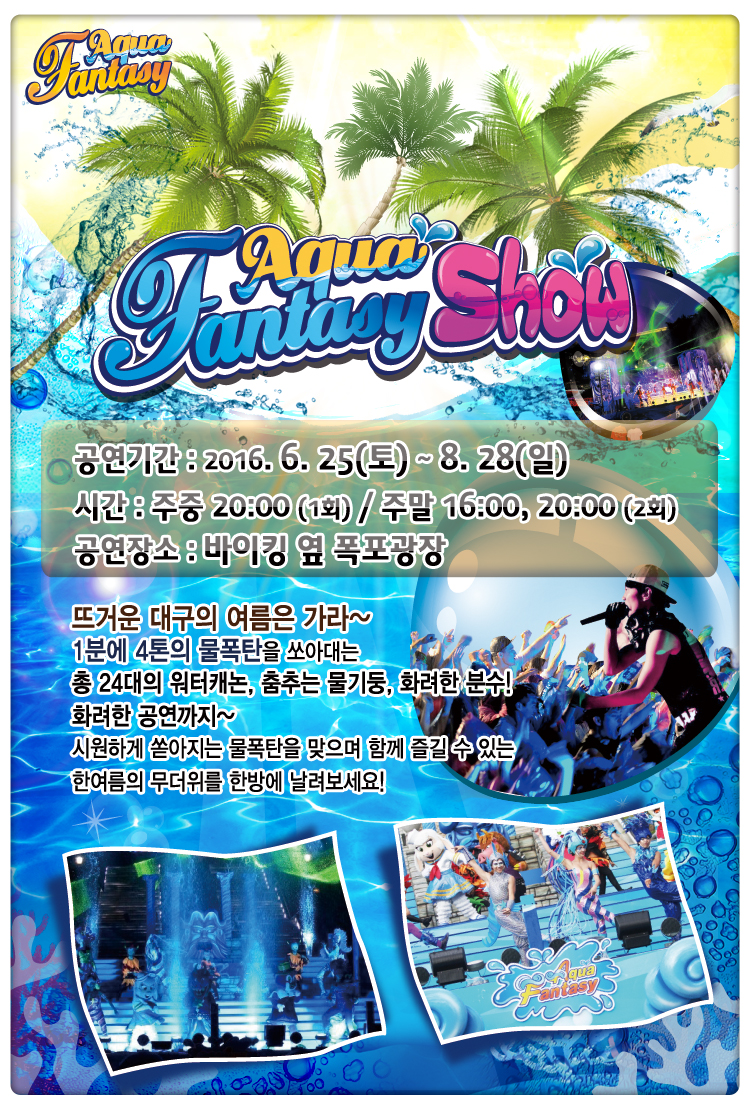 Aqua
Fantasy
Aqua
Fantasy Show
공연기간 : 2016. 6. 25(토) ~ 8. 28(일)
시간 : 주중 20:00 (1회) / 주말 16:00, 20:00 (2회)
공연장소 : 바이킹 옆 폭포광장
뜨거운 대구의 여름은 가라~
1분에 4톤의 물폭탄을 쏘아대는
총 24대의 워터캐논, 춤추는 물기둥, 화려한 분수!
화려한 공연까지~
시원하게 쏟아지는 물폭탄을 맞으며 함께 즐길 수 있는
한여름의 무더위를 한방에 날려보세요!
Aqua
Fantasy